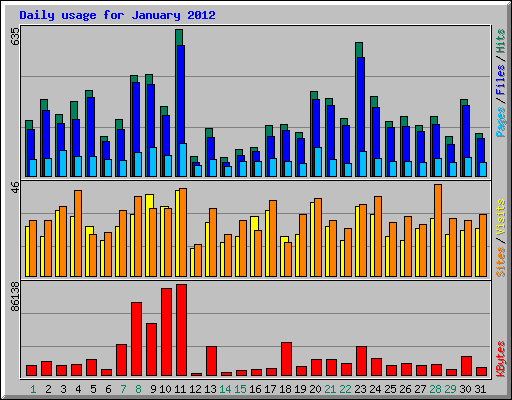 Daily usage for January 2012
635
Pages / Files / Hits
46
Sites / Visits
86138
KBytes
1 2 3 4 5 6 7 8 9 10 11 12 13 14 15 16 17 18 19 20 21 22 23 24 25 26 27 28 29 30 31